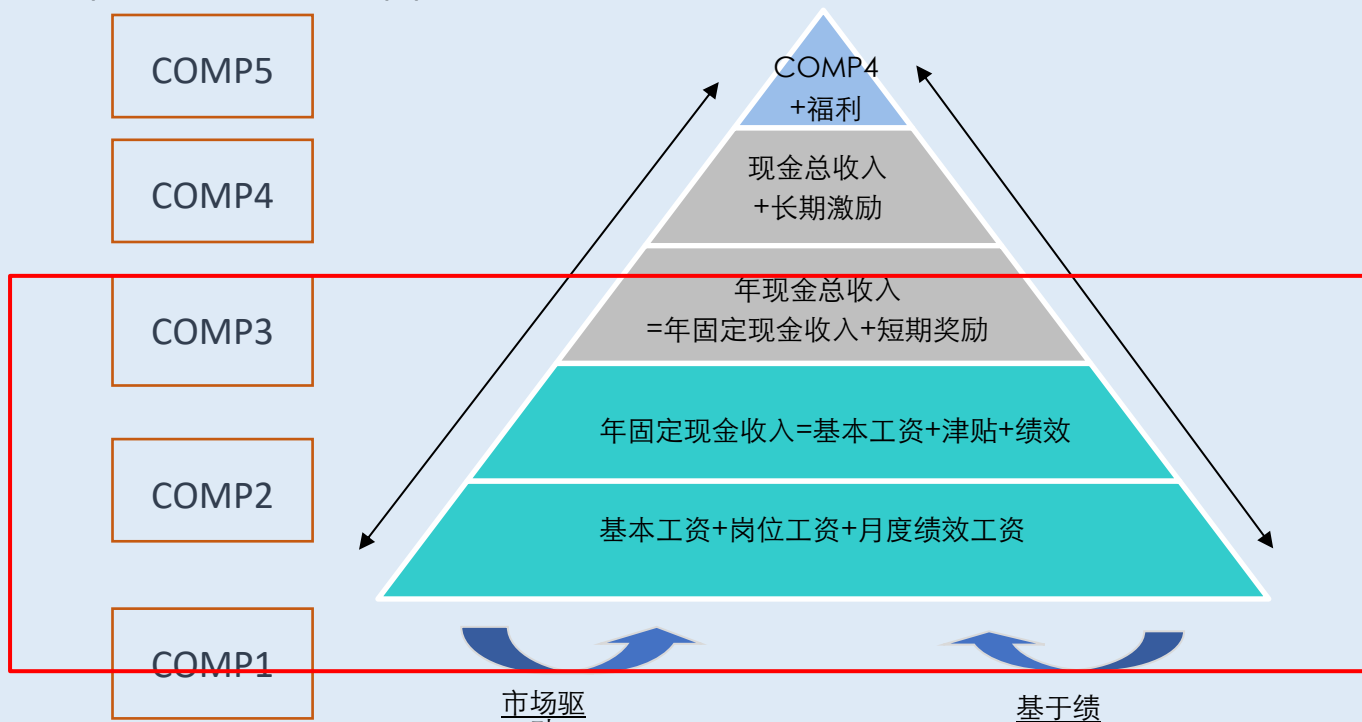 COMP5
COMP4
+福利
COMP4
现金总收入
+长期激励
COMP3
年现金总收入
=年固定现金收入+短期奖励
COMP2
年固定现金收入=基本工资+津贴+绩效
基本工资+岗位工资+月度绩效工资
COMP1
市场驱
基于绩